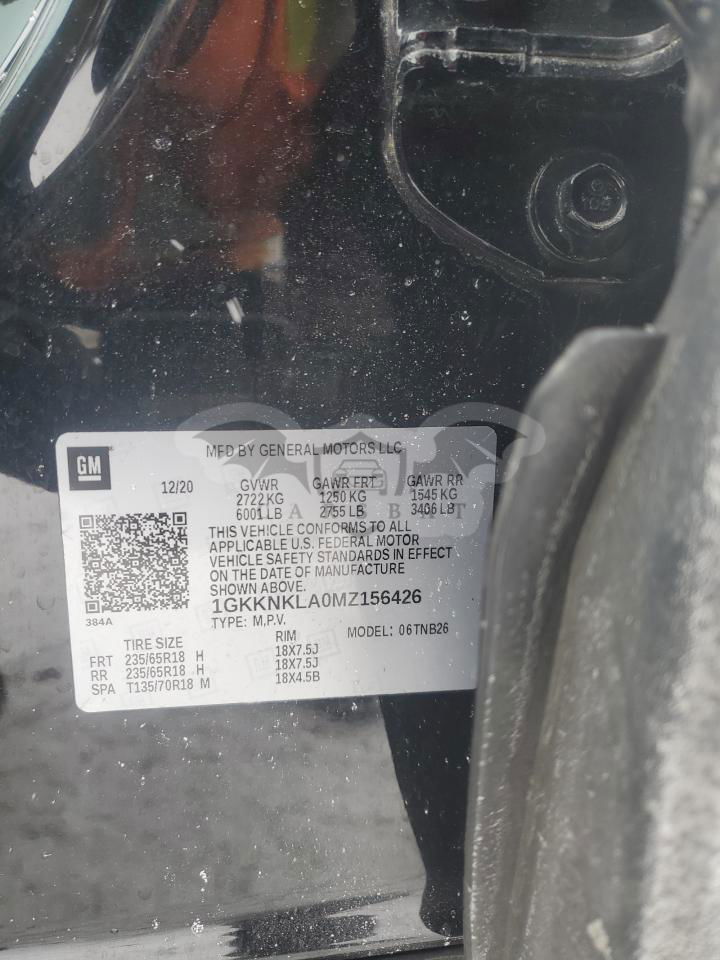 GM
MFD BY GENERAL MOTORS LLC
12/20 GVWR GAWR FRT GAWR RR
2722 KG 1250 KG 1545 KG
6001 LB 2755 LB 3406 LB
THIS VEHICLE CONFORMS TO ALL
APPLICABLE U.S. FEDERAL MOTOR
VEHICLE SAFETY STANDARDS IN EFFECT
ON THE DATE OF MANUFACTURE
SHOWN ABOVE.
1GKKNKLA0MZ156426
384A
TYPE: M.P.V. MODEL: 06TNB26
TIRE SIZE RIM
FRT 235/65R18 H 18X7.5J
RR 235/65R18 H 18X7.5J
SPA T135/70R18 M 18X4.5B